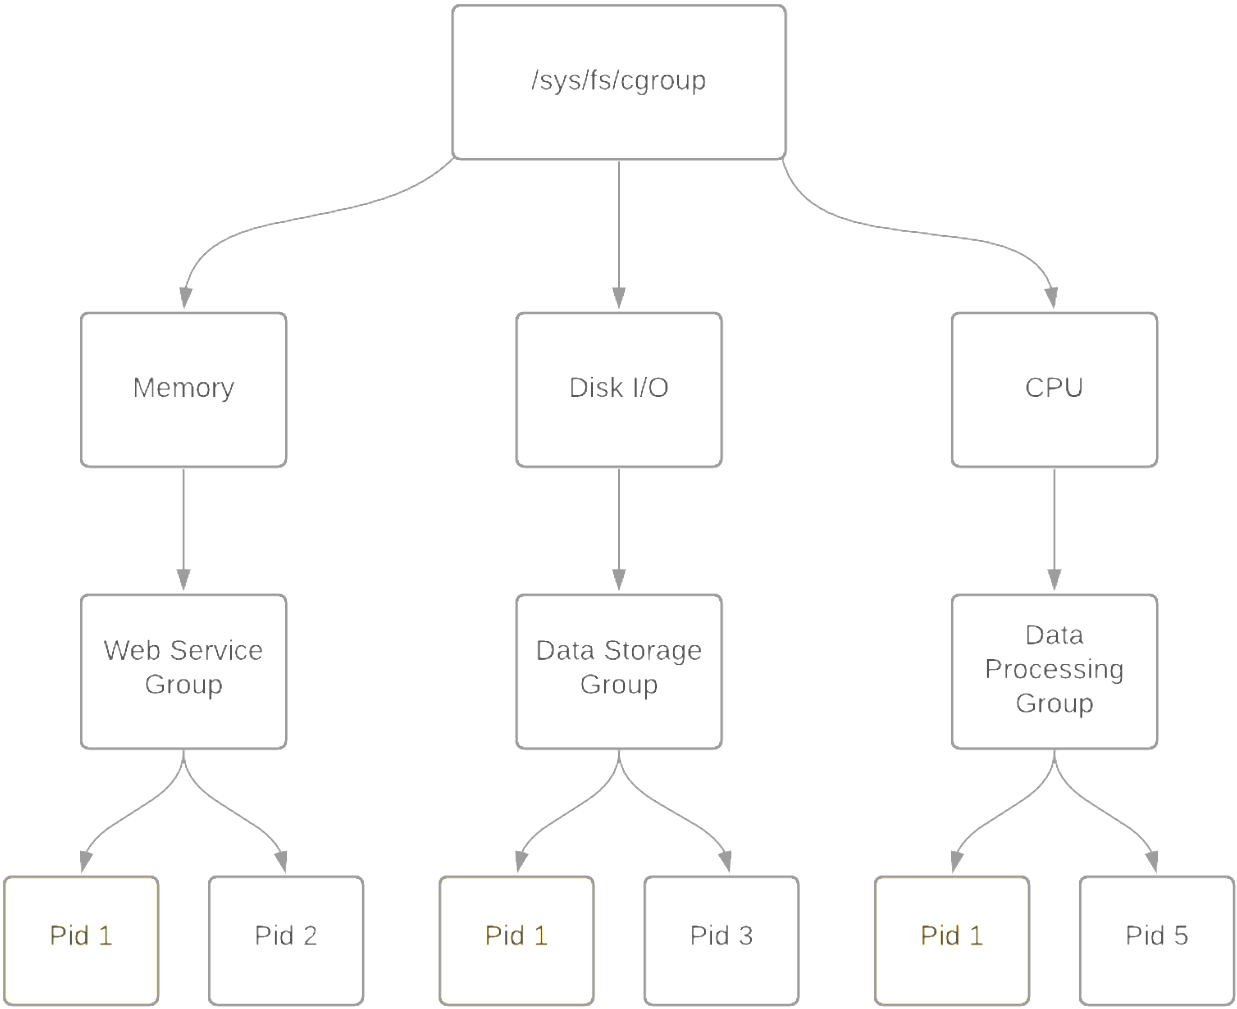 /sys/fs/cgroup
Memory
Disk I/O
CPU
Web Service
Group
Data Storage
Group
Data
Processing
Group
Pid 1
Pid 2
Pid 1
Pid 3
Pid 1
Pid 5